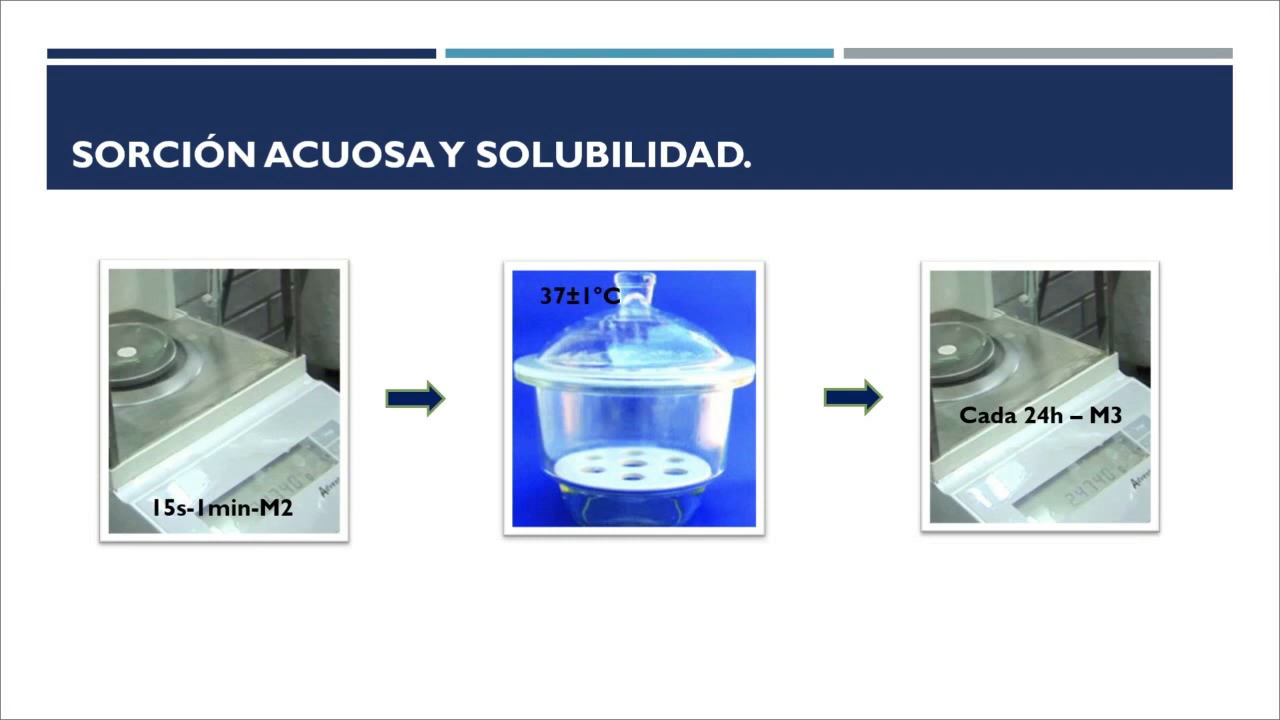 SORCIÓN ACUOSA Y SOLUBILIDAD.
15s-1min-M2
37±1°C
Cada 24h – M3